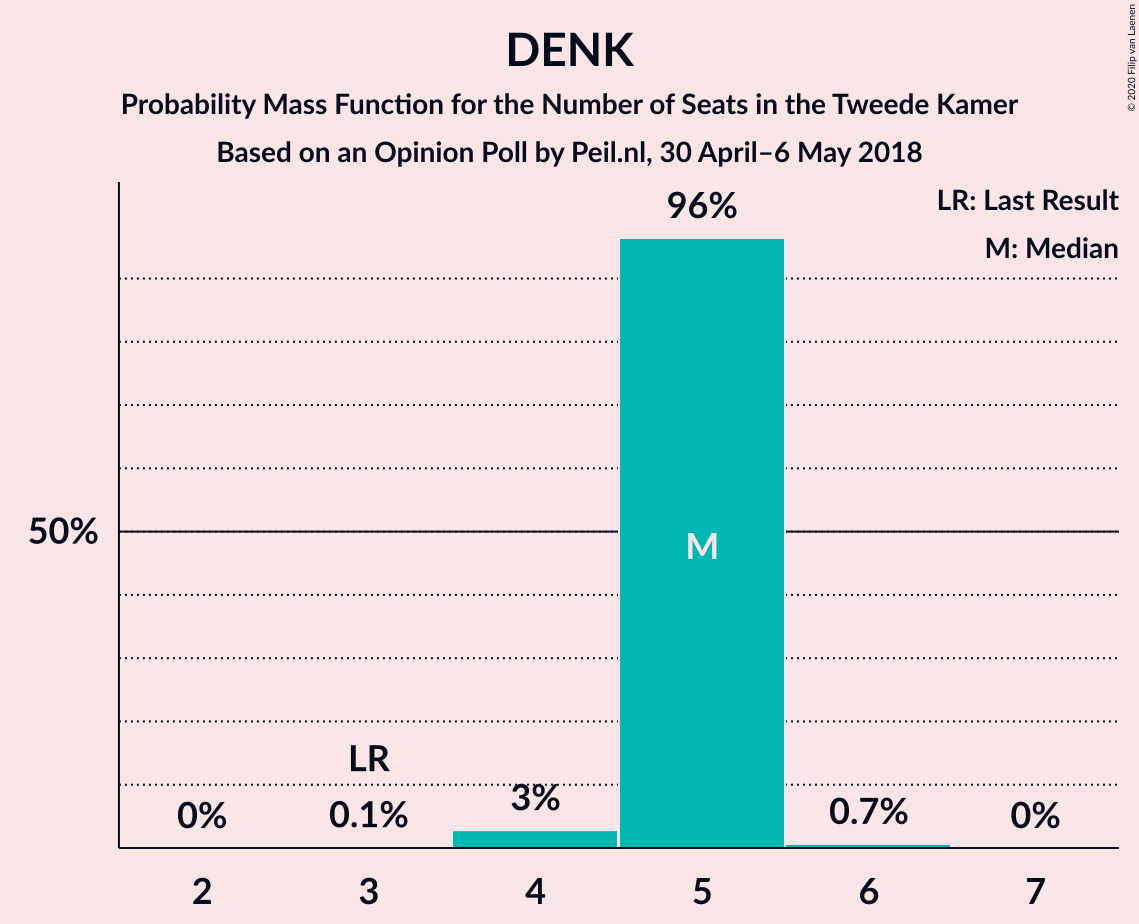 © 2020 Filip van Laenen
DENK
Probability Mass Function for the Number of Seats in the Tweede Kamer
Based on an Opinion Poll by Peil.nl, 30 April–6 May 2018
LR: Last Result
M: Median
96%
50%
M
LR
0%
0.1%
3%
0.7%
0%
2
3
4
5
6
7